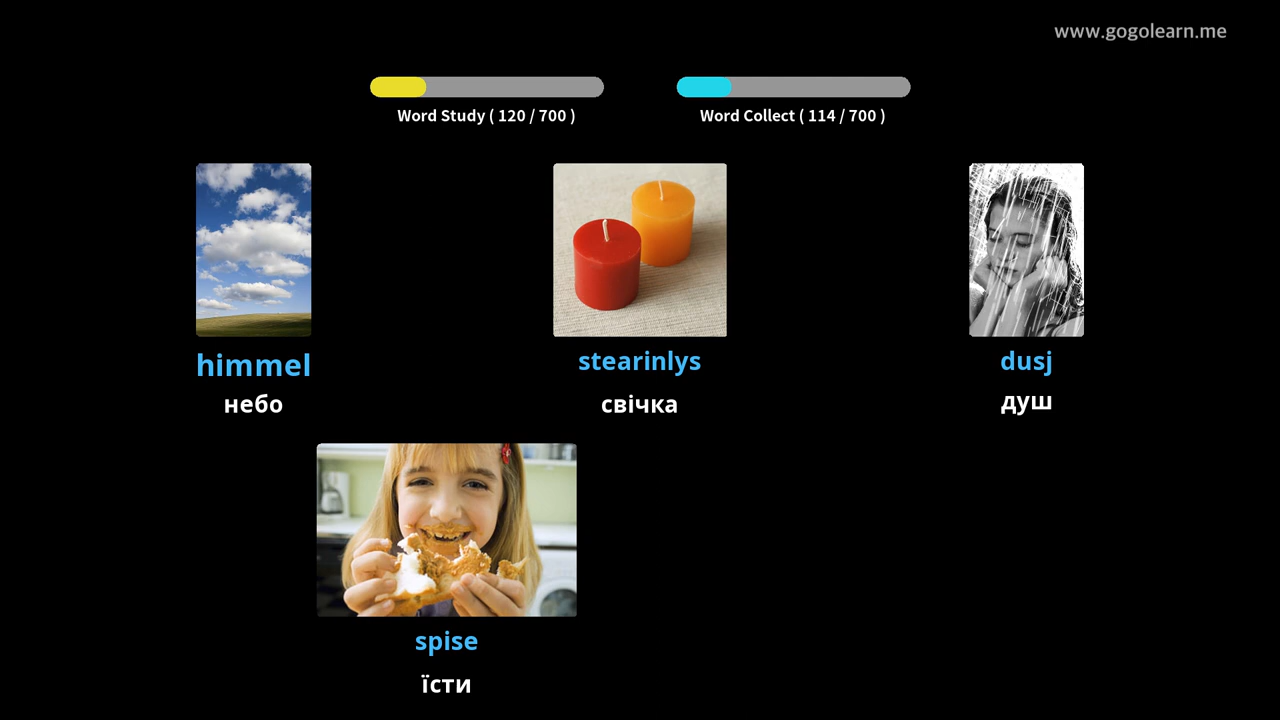 www.gogolearn.me
Word Study ( 120 / 700 )
Word Collect ( 114 / 700 )
himmel
небо
stearinlys
свічка
dusj
душ
spise
їсти